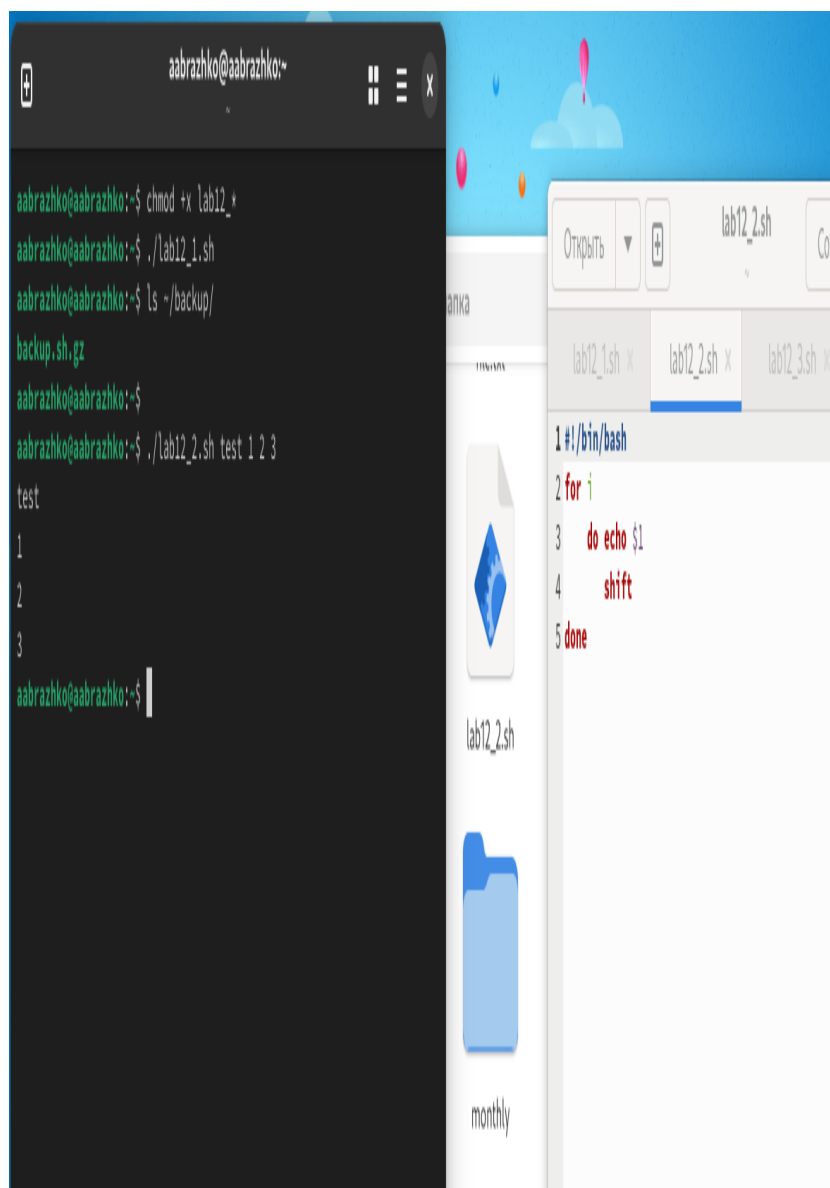 aabrazhko@aabrazhko:~
~
aabrazhko@aabrazhko:~$ chmod +x lab12_*
aabrazhko@aabrazhko:~$ ./lab12_1.sh
aabrazhko@aabrazhko:~$ ls ~/backup/
backup.sh.gz
aabrazhko@aabrazhko:~$
aabrazhko@aabrazhko:~$ ./lab12_2.sh test 1 2 3
test
1
2
3
aabrazhko@aabrazhko:~$
апка
lab12_2.sh
monthly
Открыть
lab12_2.sh
~
Со
lab12_1.sh × lab12_2.sh × lab12_3.sh ×
1 #!/bin/bash
2 for i
3 do echo $1
4 shift
5 done